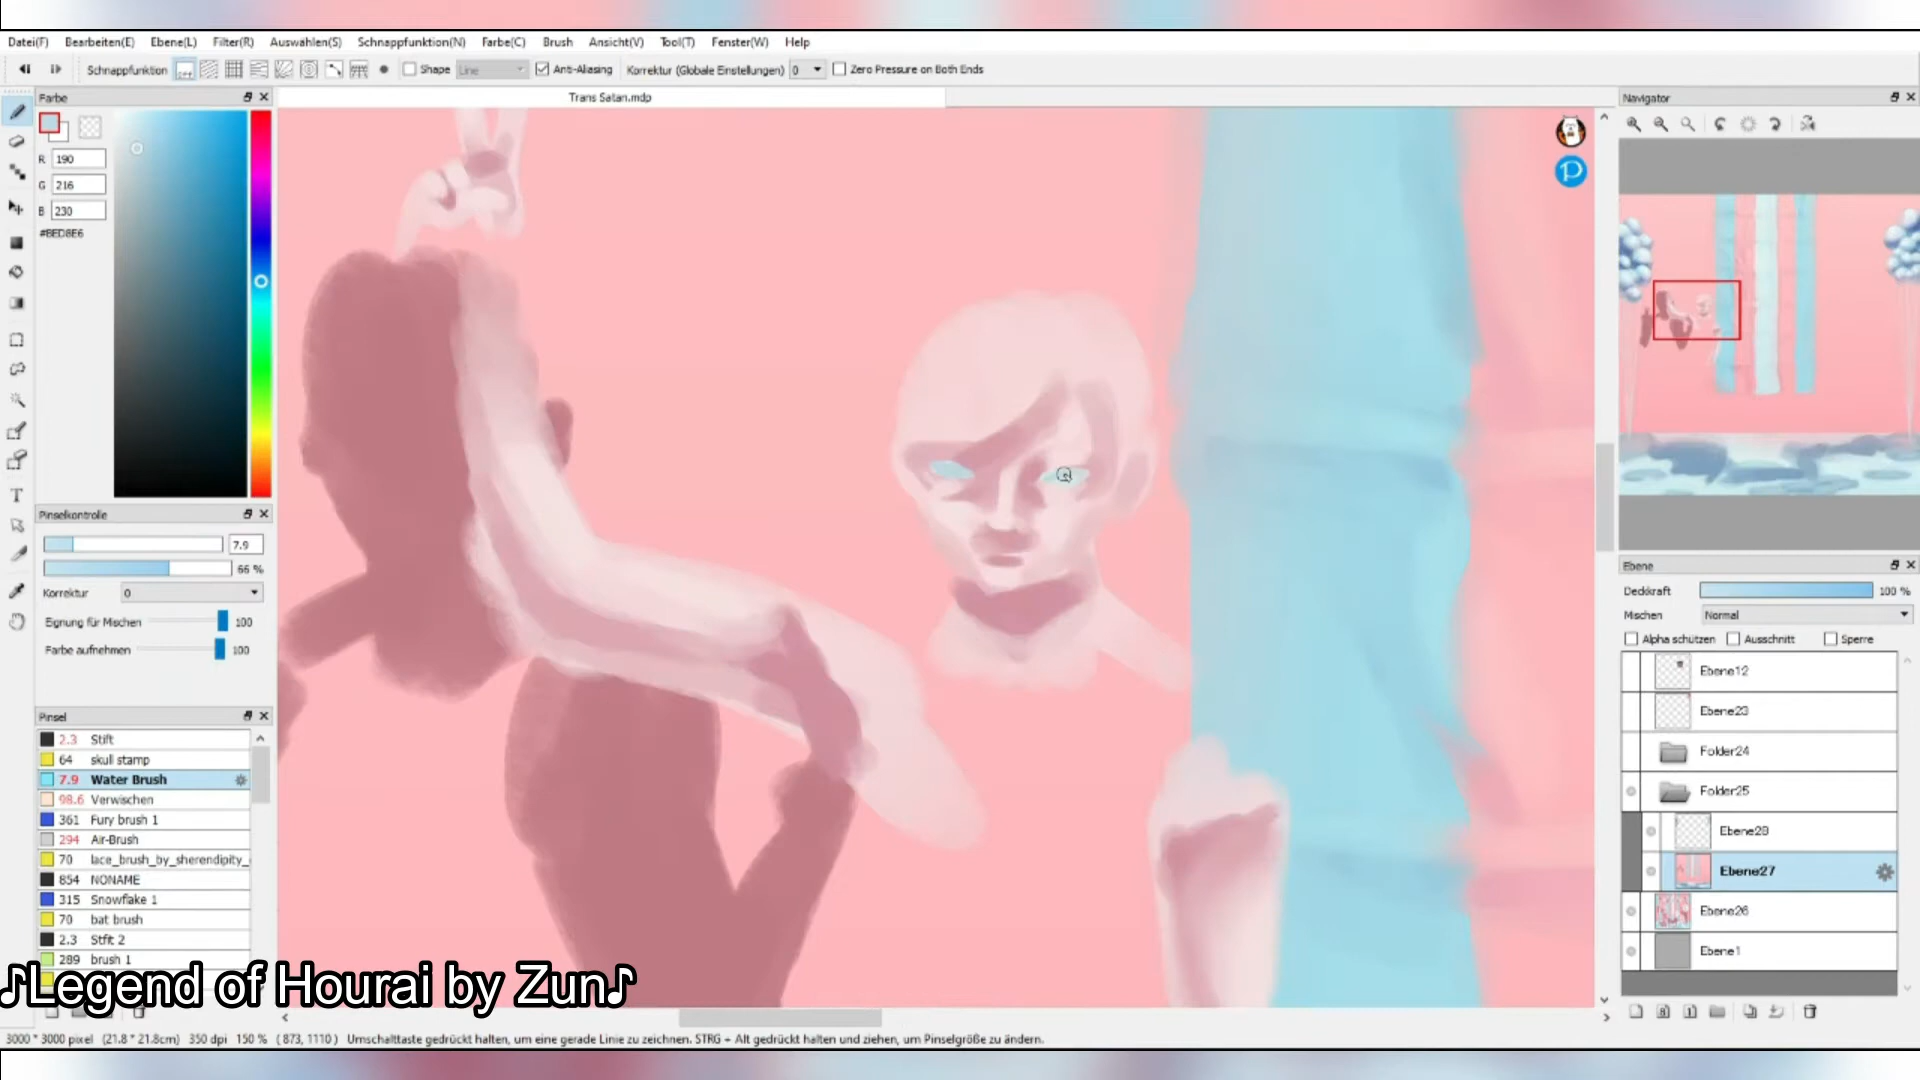 Datei(F) Bearbeiten(E) Ebene(L) Filter(R) Auswählen(S) Schnappfunktion(N) Farbe(C) Brush Ansicht(V) Tool(T) Fenster(W) Help
Schnappfunktion OFF Shape Line Anti-Aliasing Korrektur (Globale Einstellungen) 0 Zero Pressure on Both Ends
Farbe
Trans Satan.mdp
Navigator
R 190
G 216
B 230
#BED8E6
Pinselkontrolle
7.9
66 %
Korrektur 0
Eignung für Mischen 100
Farbe aufnehmen 100
Pinsel
2.3 Stift
64 skull stamp
7.9 Water Brush
98.6 Verwischen
361 Fury brush 1
294 Air-Brush
70 lace_brush_by_sherendipity_
854 NONAME
315 Snowflake 1
70 bat brush
2.3 Stfit 2
289 brush 1
Ebene
Deckkraft 100 %
Mischen Normal
Alpha schützen Ausschnitt Sperre
Ebene12
Ebene23
Folder24
Folder25
Ebene28
Ebene27
Ebene26
Ebene1
♪Legend of Hourai by Zun♪
3000 * 3000 pixel (21.8 * 21.8cm) 350 dpi 150 % ( 873, 1110 ) Umschalttaste gedrückt halten, um eine gerade Linie zu zeichnen. STRG + Alt gedrückt halten und ziehen, um Pinselgröße zu ändern.